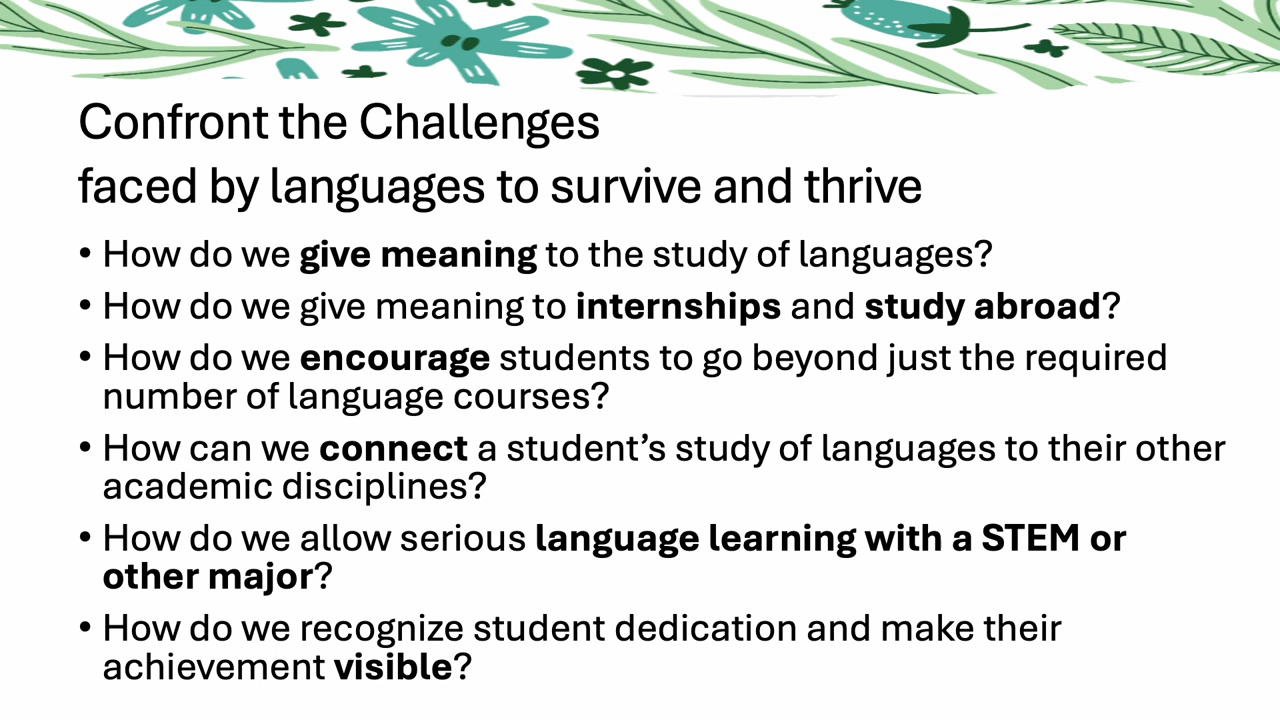 Confront the Challenges
faced by languages to survive and thrive
• How do we give meaning to the study of languages?
• How do we give meaning to internships and study abroad?
• How do we encourage students to go beyond just the required
number of language courses?
• How can we connect a student’s study of languages to their other
academic disciplines?
• How do we allow serious language learning with a STEM or
other major?
• How do we recognize student dedication and make their
achievement visible?